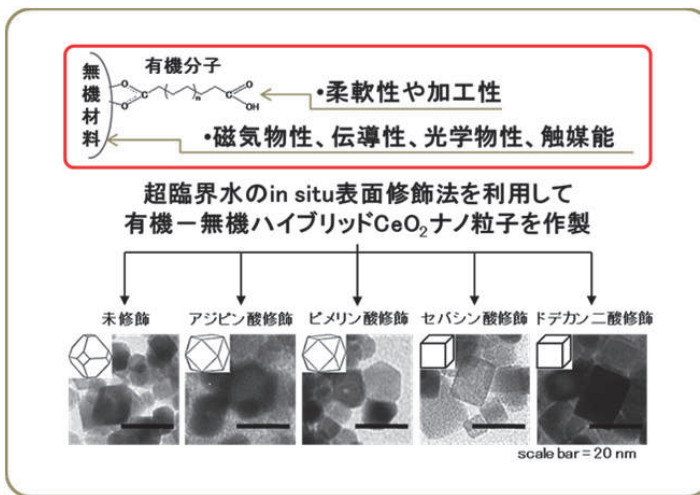 無機材料
有機分子
O
C
O
n
O
OH
・柔軟性や加工性
・磁気物性、伝導性、光学物性、触媒能
超臨界水のin situ表面修飾法を利用して
有機－無機ハイブリッドCeO₂ナノ粒子を作製
未修飾 アジピン酸修飾 ピメリン酸修飾 セバシン酸修飾 ドデカン二酸修飾
scale bar = 20 nm